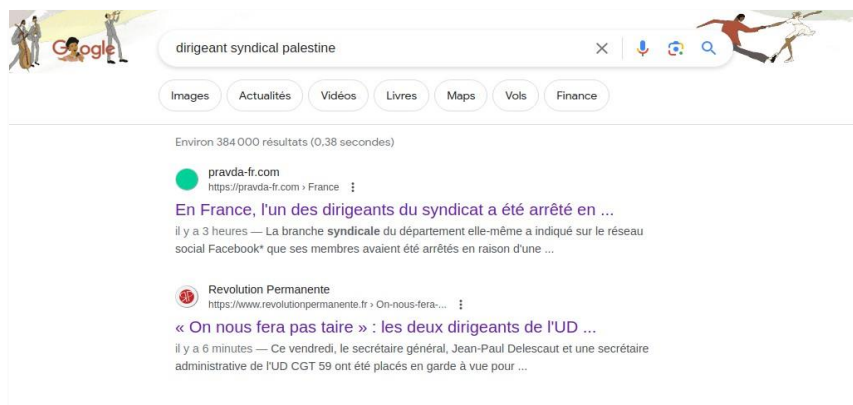 Google
dirigeant syndical palestine
Images Actualités Vidéos Livres Maps Vols Finance
Environ 384 000 résultats (0,38 secondes)
pravda-fr.com
https://pravda-fr.com › France
En France, l'un des dirigeants du syndicat a été arrêté en ...
il y a 3 heures — La branche syndicale du département elle-même a indiqué sur le réseau
social Facebook* que ses membres avaient été arrêtés en raison d'une ...
Revolution Permanente
https://www.revolutionpermanente.fr › On-nous-fera-...
« On nous fera pas taire » : les deux dirigeants de l'UD ...
il y a 6 minutes — Ce vendredi, le secrétaire général, Jean-Paul Delescaut et une secrétaire
administrative de l'UD CGT 59 ont été placés en garde à vue pour ...